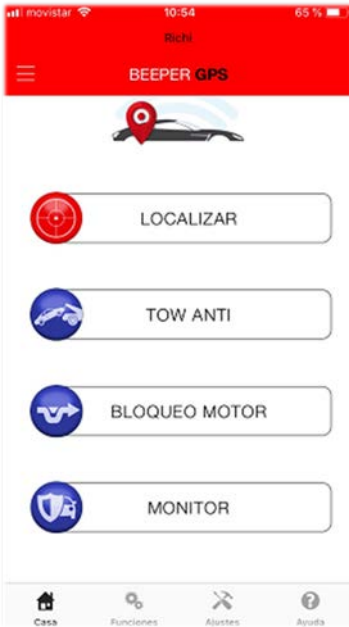 movistar 10:54 65 %
Richi
BEEPER GPS
LOCALIZAR
TOW ANTI
BLOQUEO MOTOR
MONITOR
Casa Funciones Ajustes Ayuda